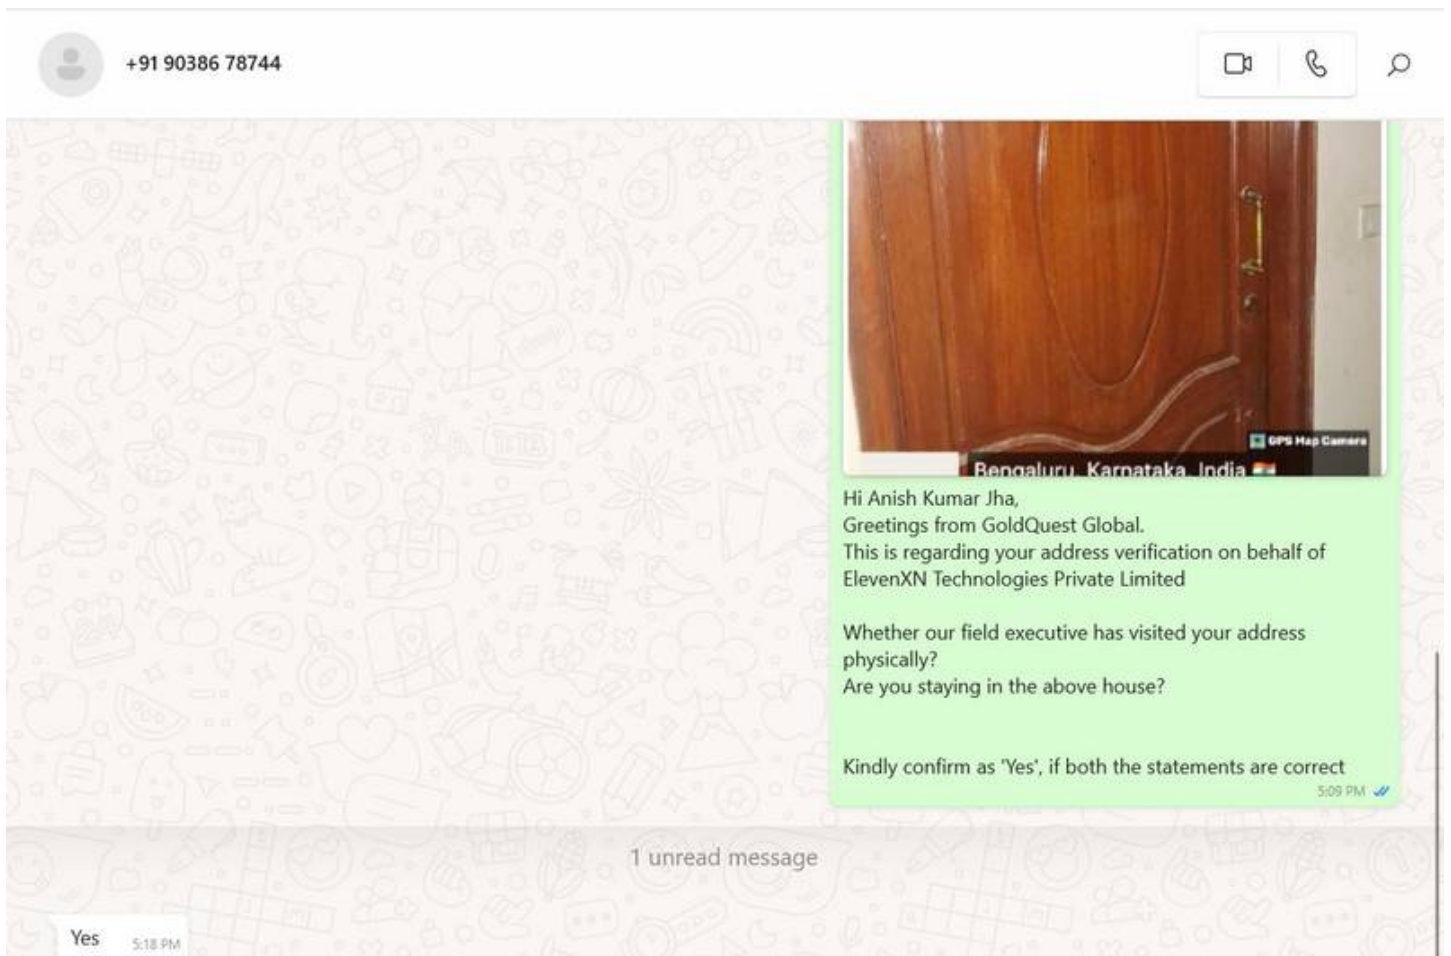 +91 90386 78744
GPS Map Camera
Bengaluru, Karnataka, India
Hi Anish Kumar Jha,
Greetings from GoldQuest Global.
This is regarding your address verification on behalf of
ElevenXN Technologies Private Limited
Whether our field executive has visited your address
physically?
Are you staying in the above house?
Kindly confirm as 'Yes', if both the statements are correct
5:09 PM
1 unread message
Yes
5:18 PM